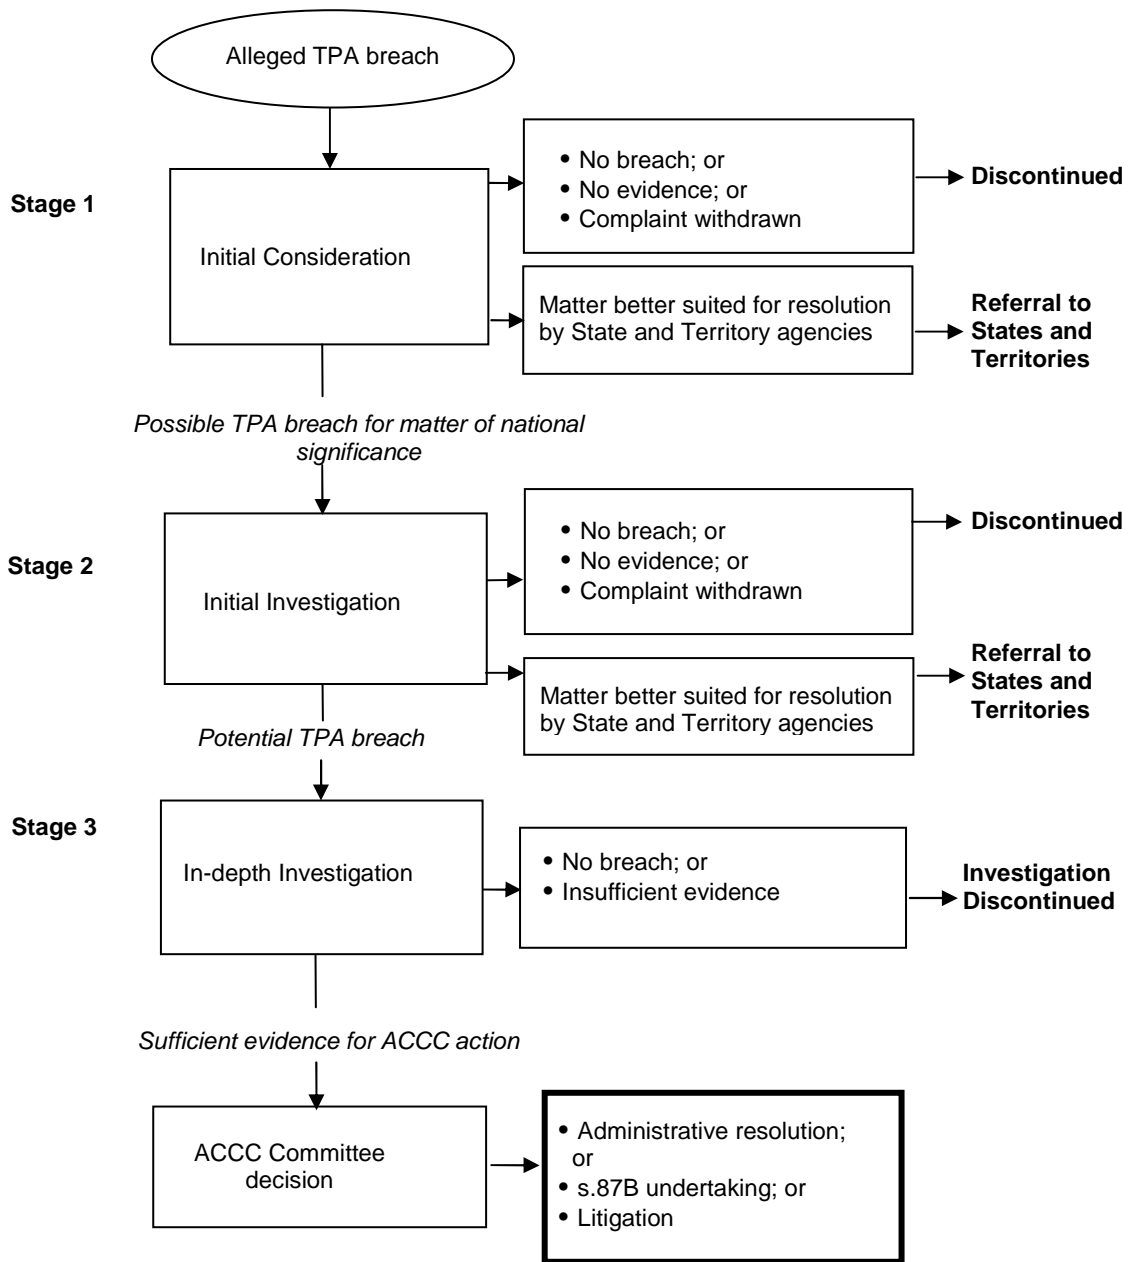 Alleged TPA breach
Stage 1
Initial Consideration
• No breach; or
• No evidence; or
• Complaint withdrawn
Discontinued
Matter better suited for resolution
by State and Territory agencies
Referral to
States and
Territories
Possible TPA breach for matter of national
significance
Stage 2
Initial Investigation
• No breach; or
• No evidence; or
• Complaint withdrawn
Discontinued
Matter better suited for resolution
by State and Territory agencies
Referral to
States and
Territories
Potential TPA breach
Stage 3
In-depth Investigation
• No breach; or
• Insufficient evidence
Investigation
Discontinued
Sufficient evidence for ACCC action
ACCC Committee
decision
• Administrative resolution;
or
• s.87B undertaking; or
• Litigation